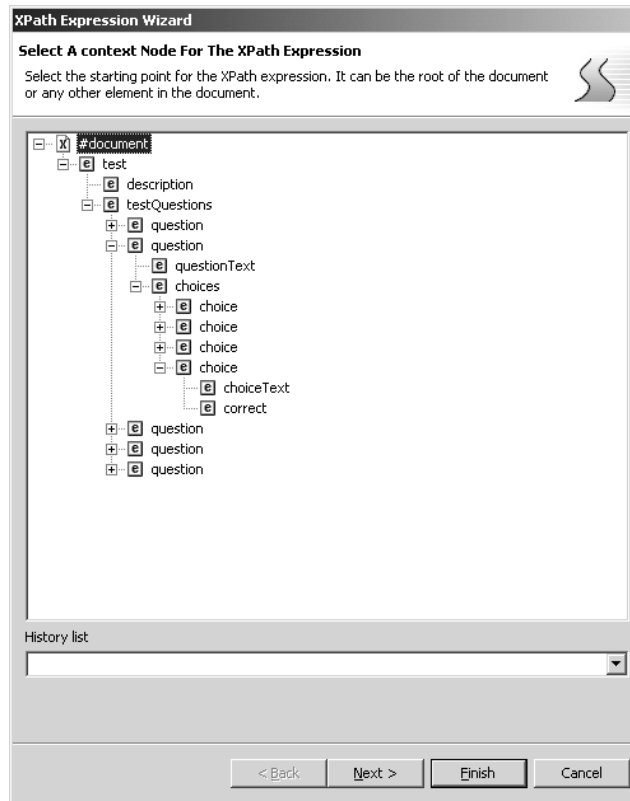 XPath Expression Wizard
Select A context Node For The XPath Expression
Select the starting point for the XPath expression. It can be the root of the document
or any other element in the document.
#document
e test
e description
e testQuestions
e question
e question
e questionText
e choices
e choice
e choice
e choice
e choice
e choiceText
e correct
e question
e question
e question
History list
< Back Next > Finish Cancel